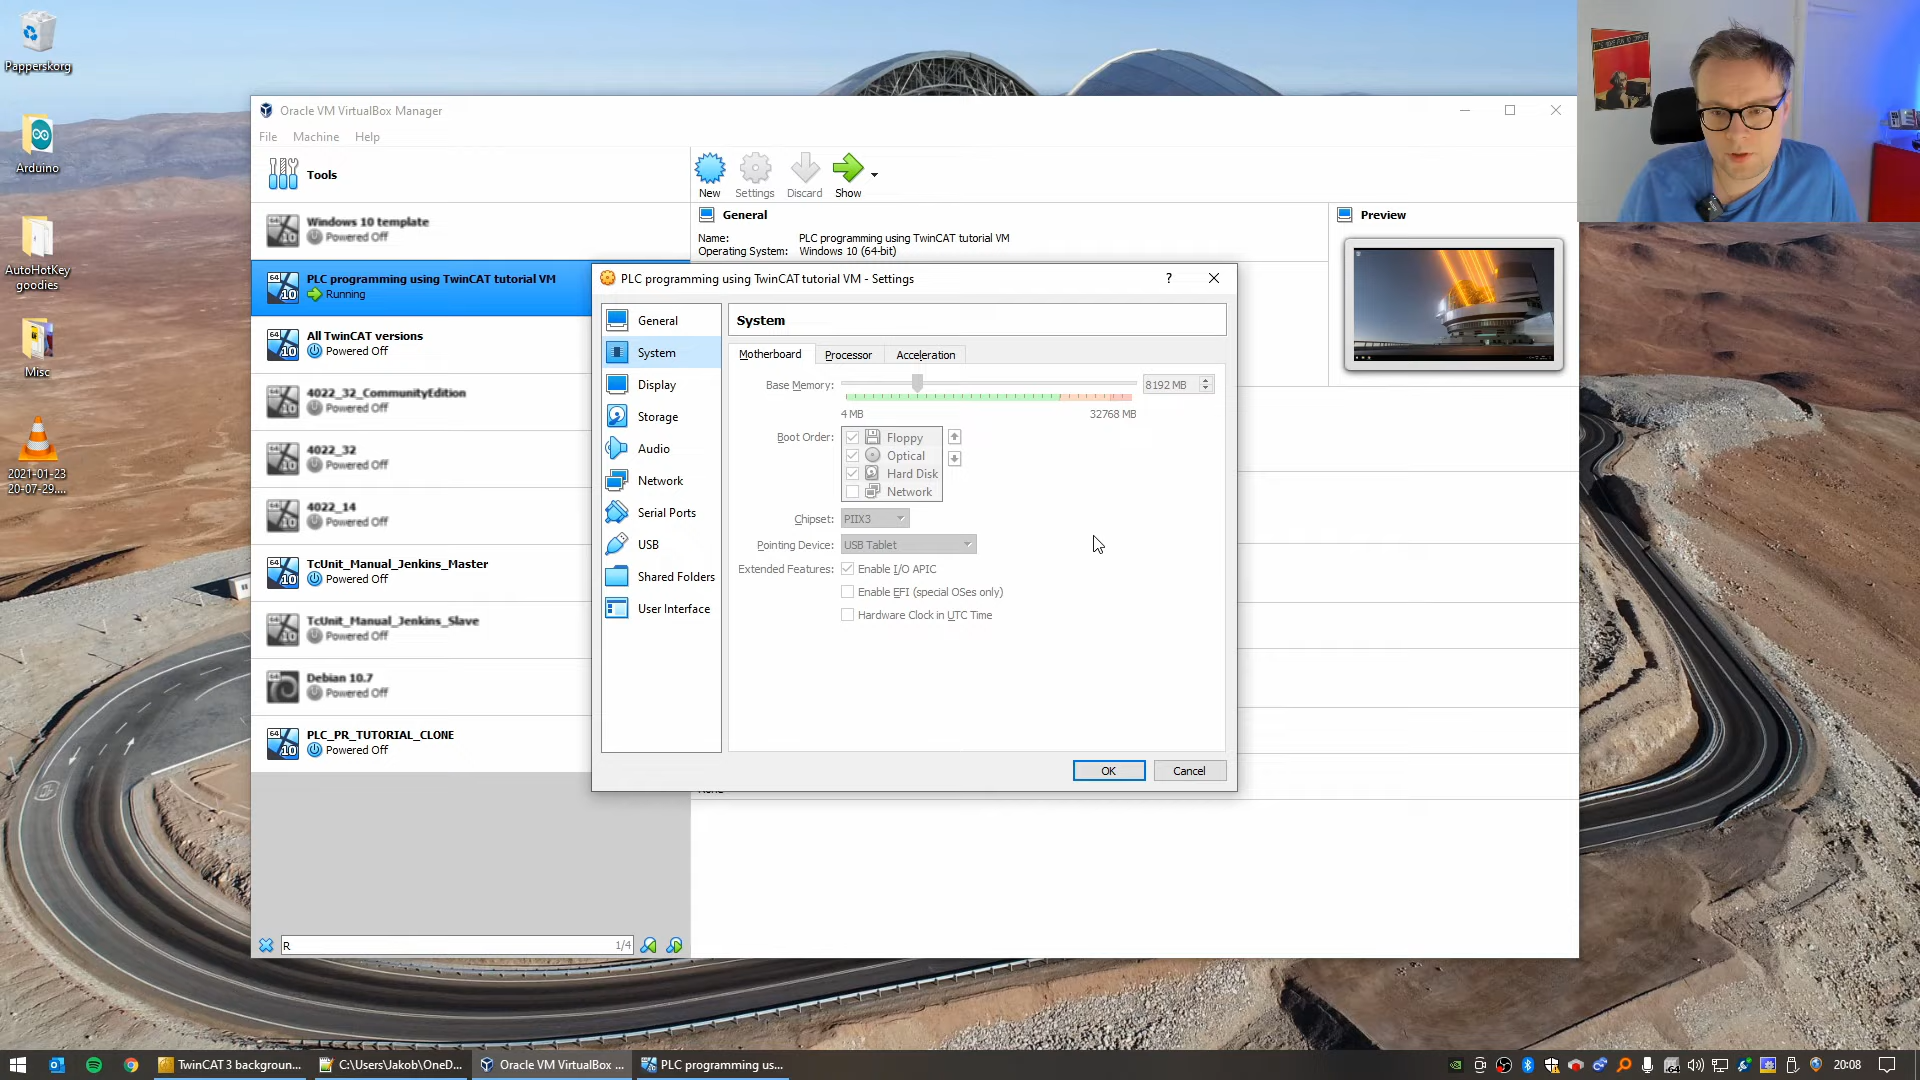 Papperskorg
Arduino
AutoHotKey
goodies
Misc
2021-01-23
20-07-29....
Oracle VM VirtualBox Manager
File Machine Help
Tools
New Settings Discard Show
Windows 10 template
Powered Off
PLC programming using TwinCAT tutorial VM
Running
All TwinCAT versions
Powered Off
4022_32_CommunityEdition
Powered Off
4022_32
Powered Off
4022_14
Powered Off
TcUnit_Manual_Jenkins_Master
Powered Off
TcUnit_Manual_Jenkins_Slave
Powered Off
Debian 10.7
Powered Off
PLC_PR_TUTORIAL_CLONE
Powered Off
R 1/4
General
Name: PLC programming using TwinCAT tutorial VM
Operating System: Windows 10 (64-bit)
Preview
PLC programming using TwinCAT tutorial VM - Settings
?
General
System
Display
Storage
Audio
Network
Serial Ports
USB
Shared Folders
User Interface
System
Motherboard Processor Acceleration
Base Memory: 8192 MB
4 MB 32768 MB
Boot Order: Floppy
Optical
Hard Disk
Network
Chipset: PIIX3
Pointing Device: USB Tablet
Extended Features: Enable I/O APIC
Enable EFI (special OSes only)
Hardware Clock in UTC Time
OK Cancel
TwinCAT 3 backgroun... C:\Users\Jakob\OneD... Oracle VM VirtualBox ... PLC programming us... 20:08